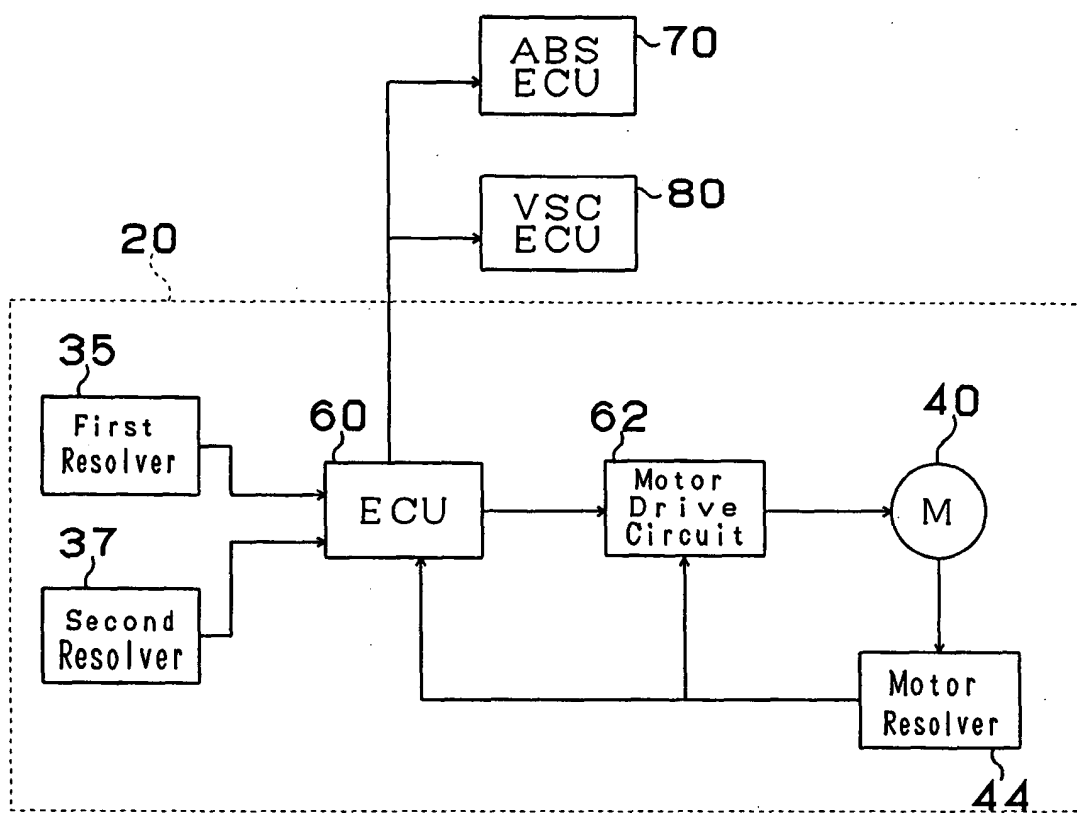 ABS
ECU
70
VSC
ECU
80
20
35
First
Resolver
60
ECU
62
Motor
Drive
Circuit
40
M
37
Second
Resolver
Motor
Resolver
44